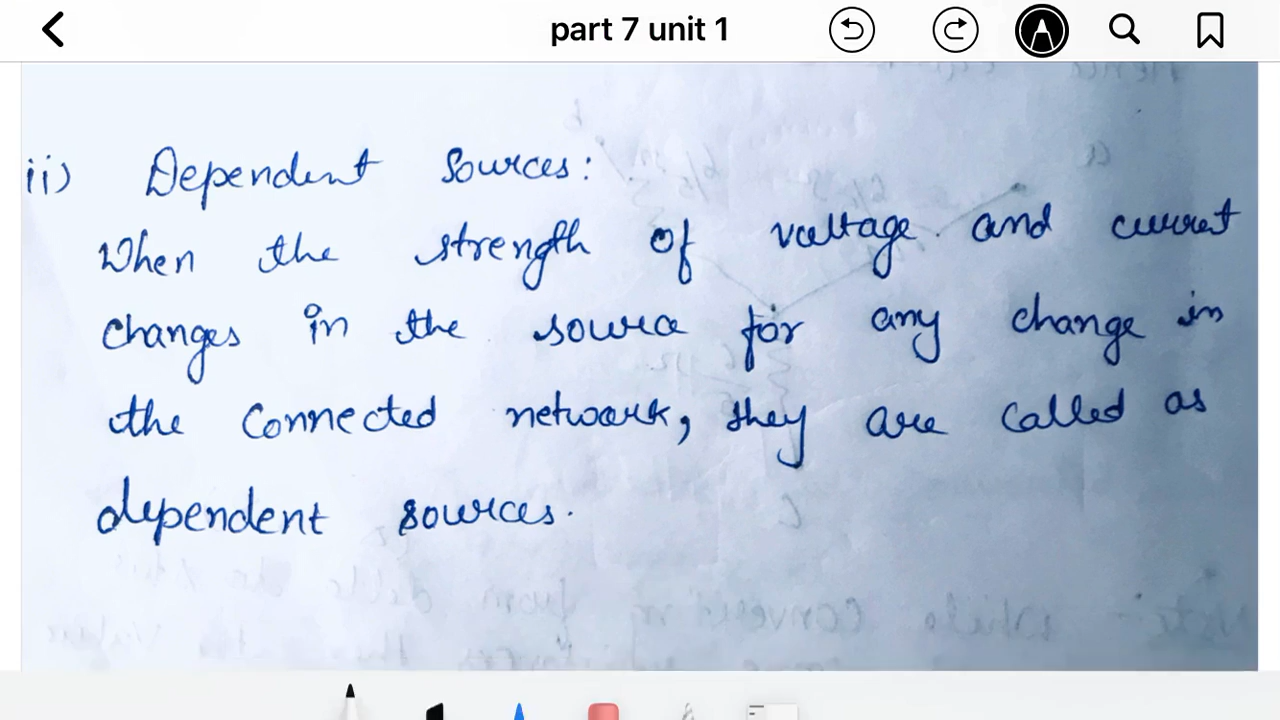 part 7 unit 1
ii) Dependent Sources:
When the strength of voltage and current
changes in the source for any change in
the connected network, they are called as
dependent sources.